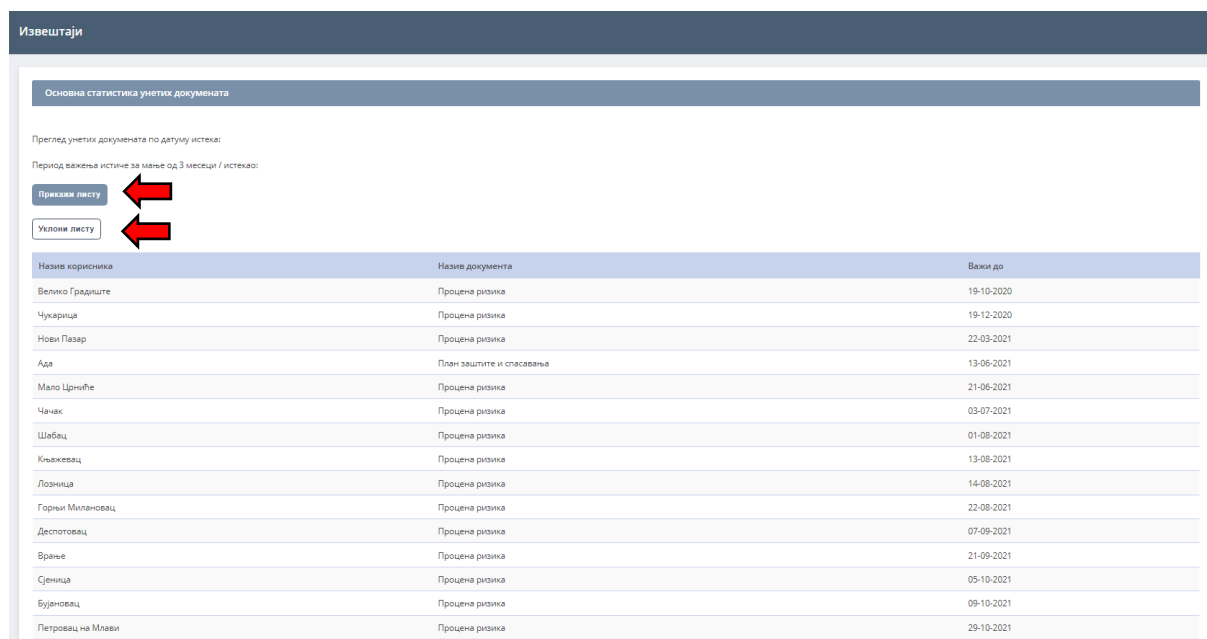 Извештаји
Основна статистика унетих докумената
Преглед унетих докумената по датуму истека:
Период важења истиче за мање од 3 месеци / истекао:
Прикажи листу
Уклони листу
Назив корисника Назив документа Важи до
Велико Градиште Процена ризика 19-10-2020
Чукарица Процена ризика 19-12-2020
Нови Пазар Процена ризика 22-03-2021
Ада План заштите и спасавања 13-06-2021
Мало Црниће Процена ризика 21-06-2021
Чачак Процена ризика 03-07-2021
Шабац Процена ризика 01-08-2021
Књажевац Процена ризика 13-08-2021
Лозница Процена ризика 14-08-2021
Горњи Милановац Процена ризика 22-08-2021
Деспотовац Процена ризика 07-09-2021
Врање Процена ризика 21-09-2021
Сјеница Процена ризика 05-10-2021
Бујановац Процена ризика 09-10-2021
Петровац на Млави Процена ризика 29-10-2021